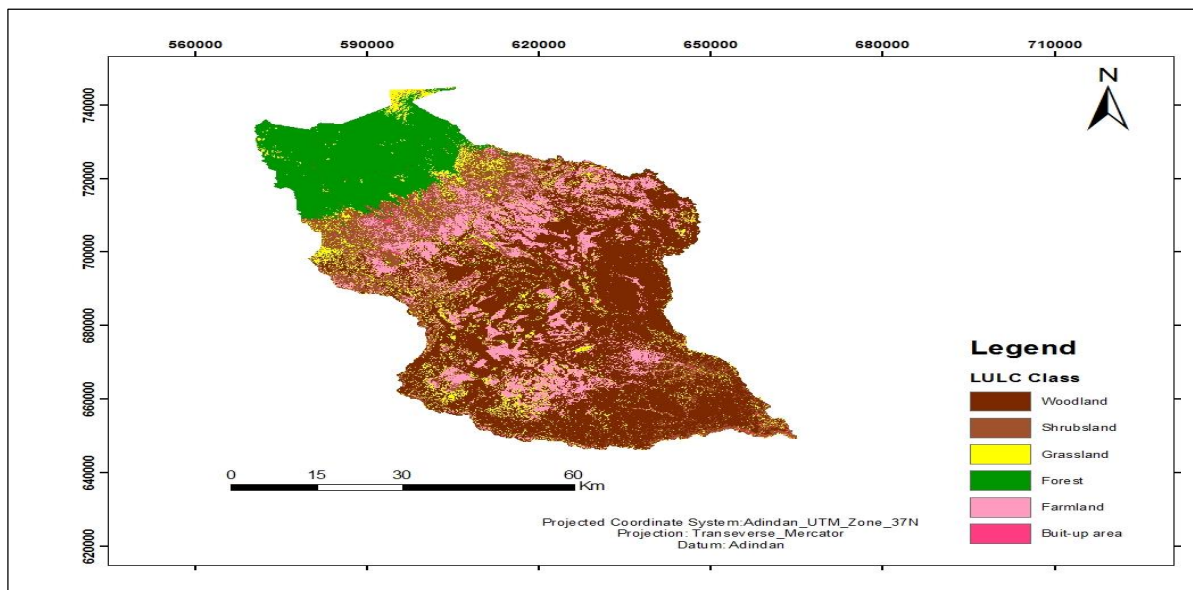 560000 590000 620000 650000 680000 710000
N
740000
720000
700000
680000
660000
640000
620000
Legend
LULC Class
Woodland
Shrubsland
Grassland
Forest
Farmland
Buit-up area
0 15 30 60
Km
Projected Coordinate System:Adindan_UTM_Zone_37N
Projection: Transeverse_Mercator
Datum: Adindan